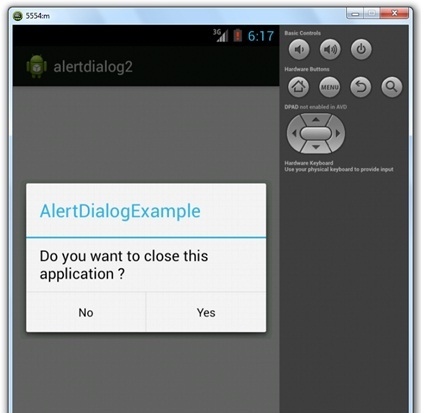 5554:m
3G 6:17
alertdialog2
AlertDialogExample
Do you want to close this
application ?
No Yes
Basic Controls
Hardware Buttons
MENU
DPAD not enabled in AVD
Hardware Keyboard
Use your physical keyboard to provide input